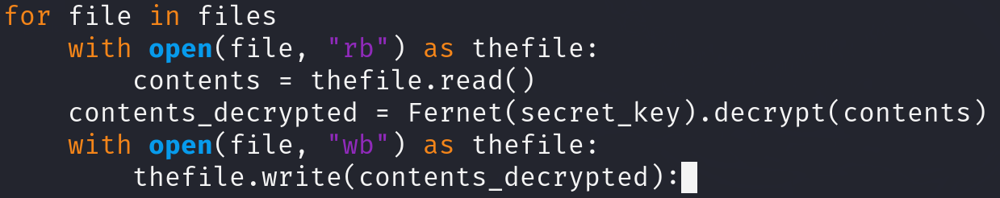 for file in files
    with open(file, "rb") as thefile:
        contents = thefile.read()
    contents_decrypted = Fernet(secret_key).decrypt(contents)
    with open(file, "wb") as thefile:
        thefile.write(contents_decrypted):